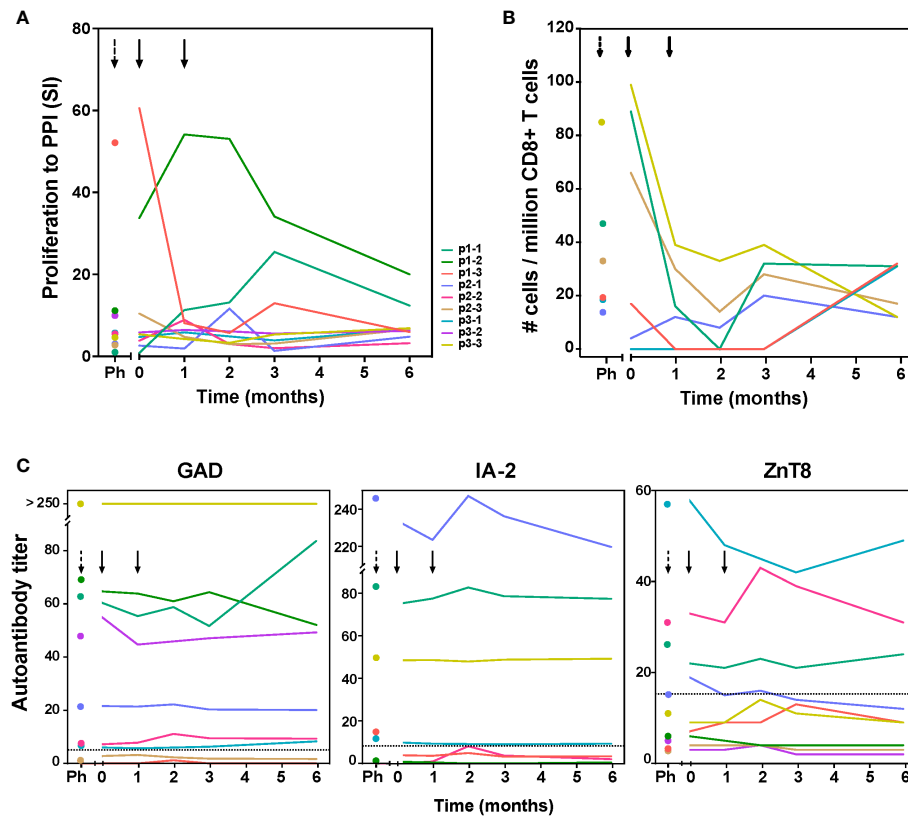 A
Proliferation to PPI (SI)
80
60
40
20
0
Ph 0 1 2 3 4 5 6
Time (months)
p1-1
p1-2
p1-3
p2-1
p2-2
p2-3
p3-1
p3-2
p3-3
B
# cells / million CD8+ T cells
120
100
80
60
40
20
0
Ph 0 1 2 3 4 5 6
Time (months)
C
Autoantibody titer
GAD
> 250
80
60
40
20
0
Ph 0 1 2 3 4 5 6
IA-2
240
220
80
60
40
20
0
Ph 0 1 2 3 4 5 6
ZnT8
60
40
20
0
Ph 0 1 2 3 4 5 6
Time (months)